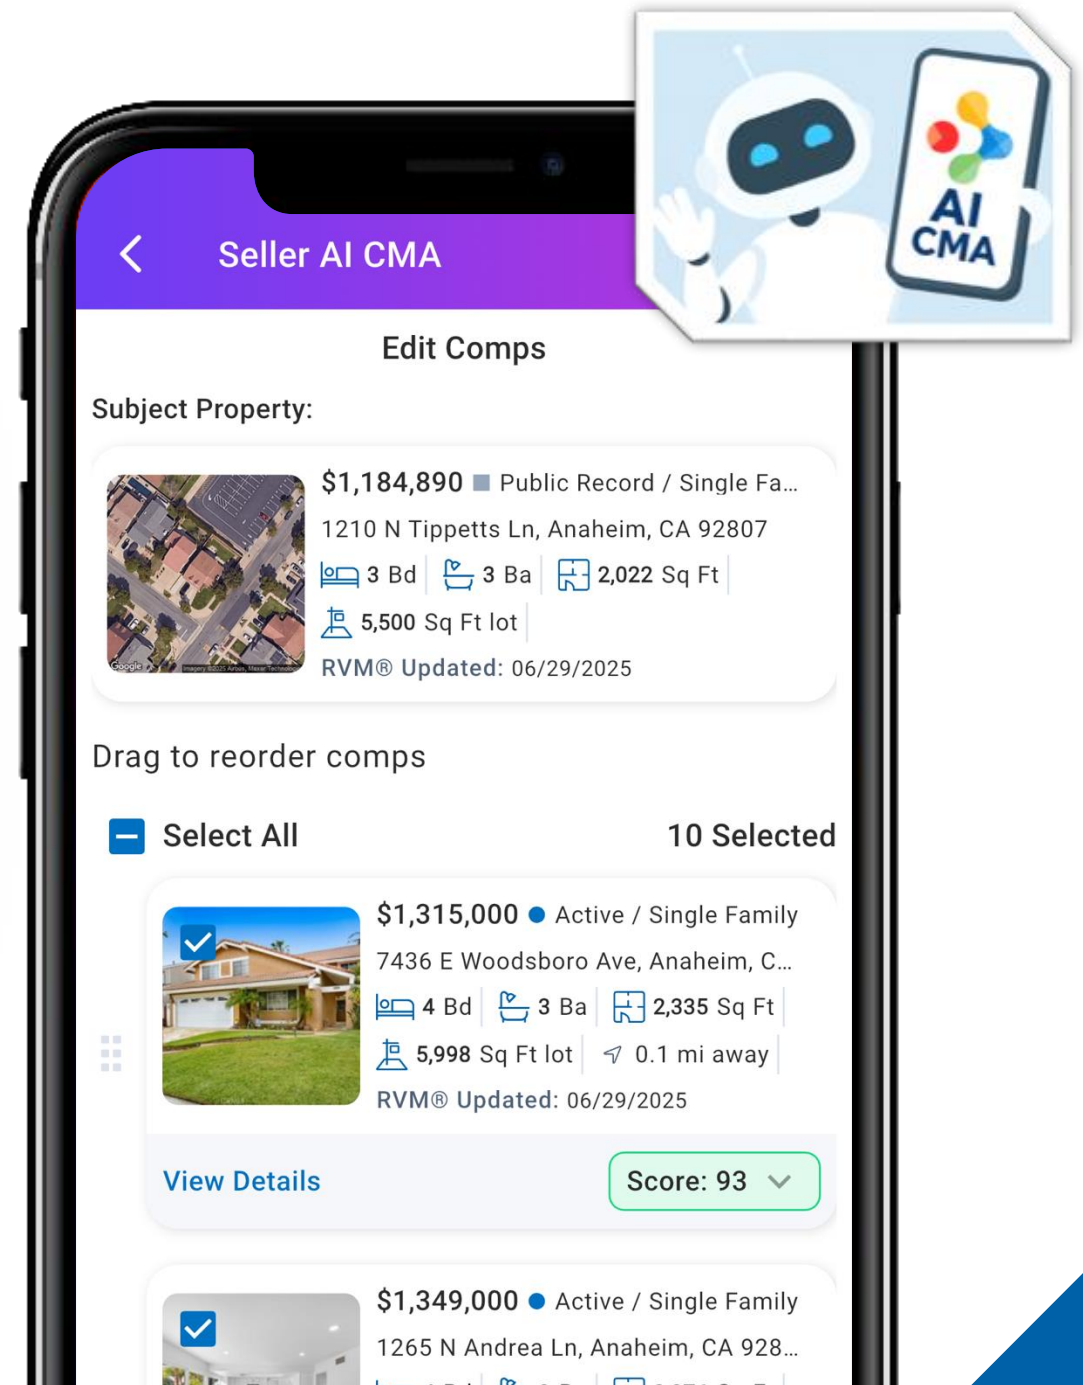 AI
CMA
Seller AI CMA
Edit Comps
Subject Property:
$1,184,890 Public Record / Single Fa...
1210 N Tippetts Ln, Anaheim, CA 92807
3 Bd 3 Ba 2,022 Sq Ft
5,500 Sq Ft lot
RVM® Updated: 06/29/2025
Google
Drag to reorder comps
Select All 10 Selected
$1,315,000 Active / Single Family
7436 E Woodsboro Ave, Anaheim, C...
4 Bd 3 Ba 2,335 Sq Ft
5,998 Sq Ft lot 0.1 mi away
RVM® Updated: 06/29/2025
View Details Score: 93
$1,349,000 Active / Single Family
1265 N Andrea Ln, Anaheim, CA 928...